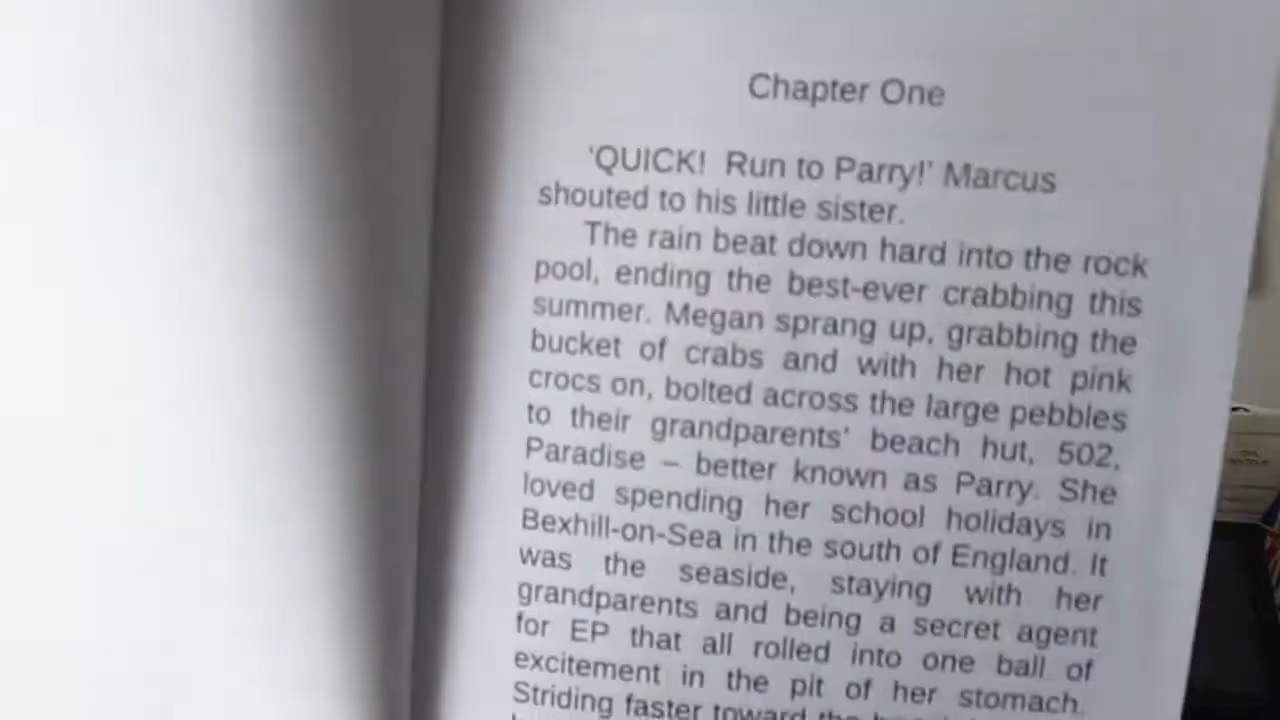 Chapter One
‘QUICK!  Run to Parry!’ Marcus
shouted to his little sister.
The rain beat down hard into the rock
pool, ending the best-ever crabbing this
summer. Megan sprang up, grabbing the
bucket of crabs and with her hot pink
crocs on, bolted across the large pebbles
to their grandparents’ beach hut, 502,
Paradise – better known as Parry. She
loved spending her school holidays in
Bexhill-on-Sea in the south of England. It
was the seaside, staying with her
grandparents and being a secret agent
for EP that all rolled into one ball of
excitement in the pit of her stomach.
Striding faster toward the